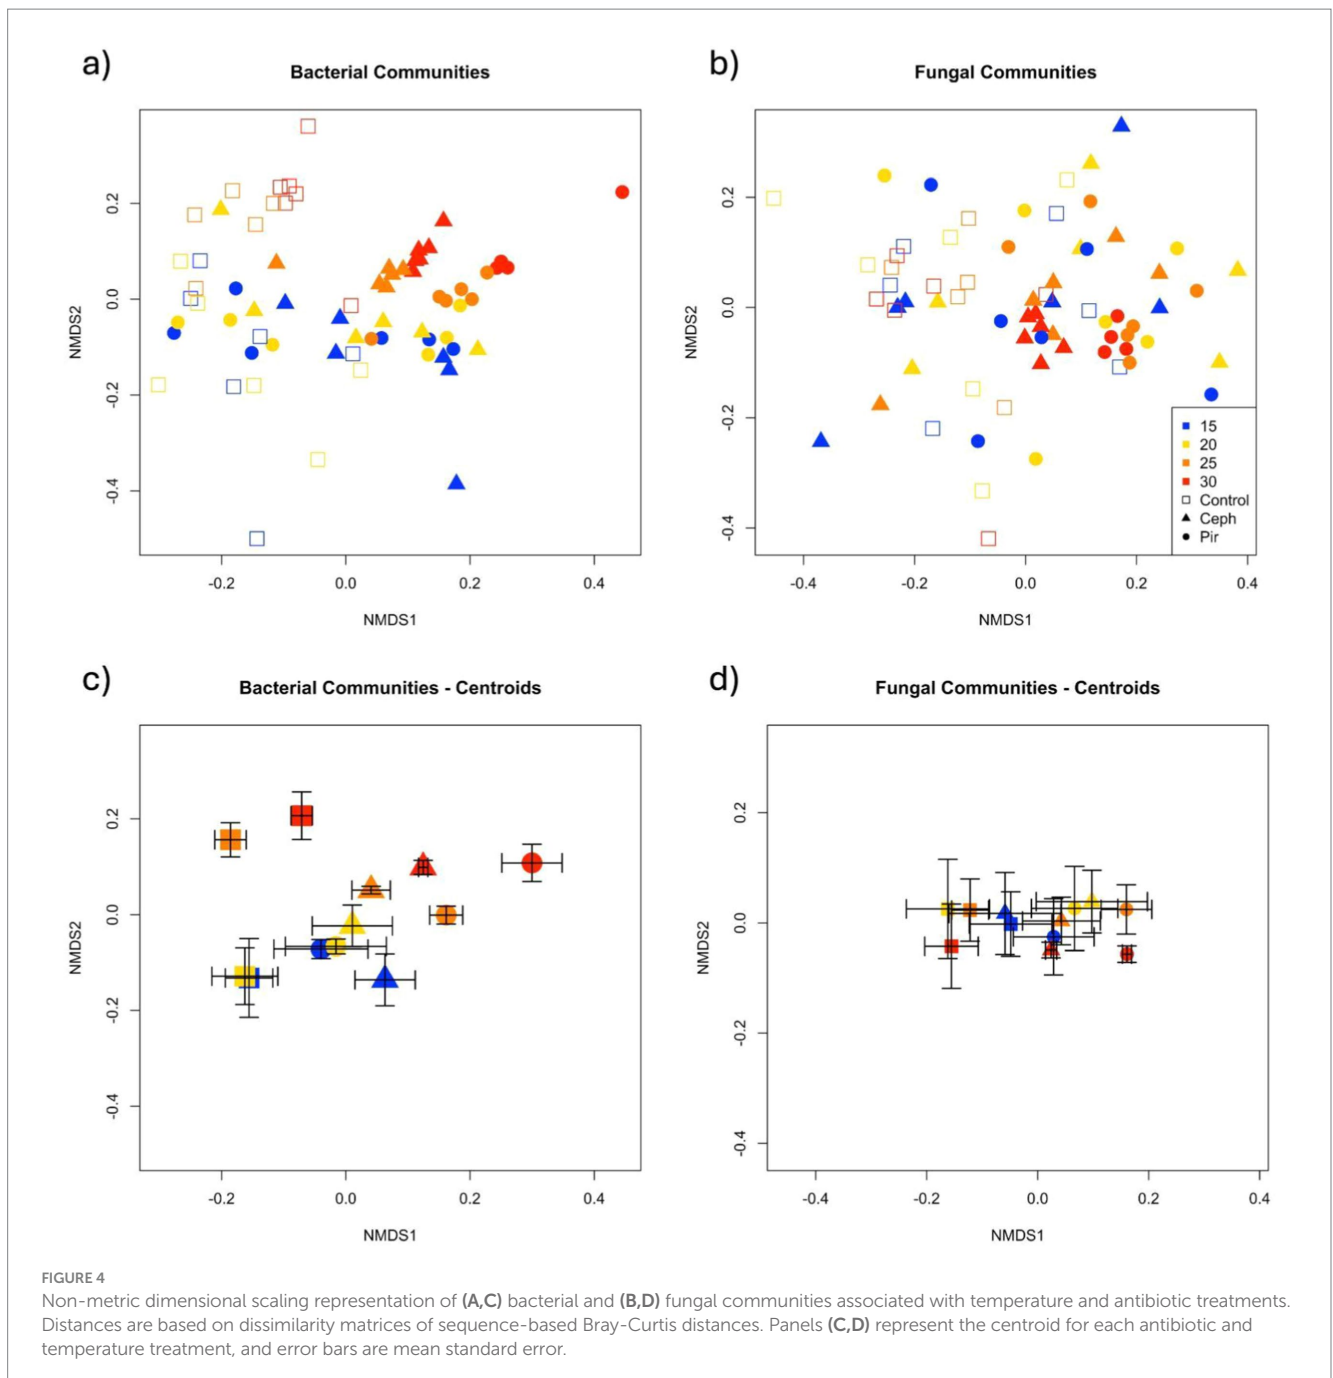 a)
Bacterial Communities
0.2
0.0
-0.2
-0.4
NMDS2
-0.2
0.0
0.2
0.4
NMDS1
b)
Fungal Communities
0.2
0.0
-0.2
-0.4
NMDS2
15
20
25
30
Control
Ceph
Pir
-0.4
-0.2
0.0
0.2
0.4
NMDS1
c)
Bacterial Communities - Centroids
0.2
0.0
-0.2
-0.4
NMDS2
-0.2
0.0
0.2
0.4
NMDS1
d)
Fungal Communities - Centroids
0.2
0.0
-0.2
-0.4
NMDS2
-0.4
-0.2
0.0
0.2
0.4
NMDS1
FIGURE 4
Non-metric dimensional scaling representation of (A,C) bacterial and (B,D) fungal communities associated with temperature and antibiotic treatments.
Distances are based on dissimilarity matrices of sequence-based Bray-Curtis distances. Panels (C,D) represent the centroid for each antibiotic and
temperature treatment, and error bars are mean standard error.